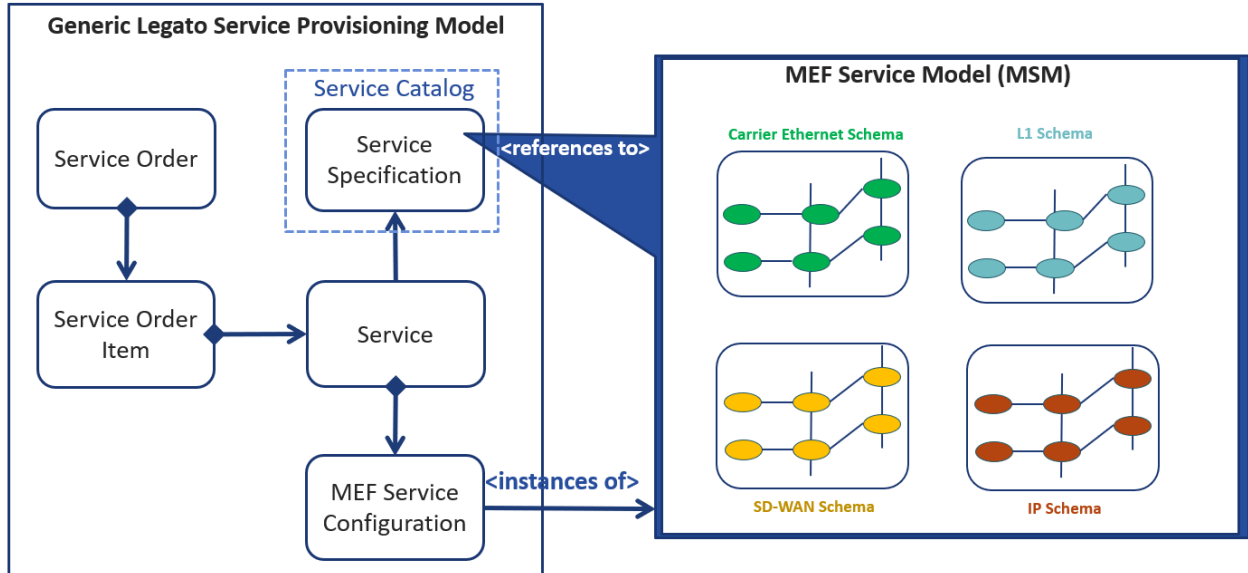 Generic Legato Service Provisioning Model
Service Catalog
Service Order
Service
Specification
Service Order
Item
Service
MEF Service
Configuration
<references to>
<instances of>
MEF Service Model (MSM)
Carrier Ethernet Schema
L1 Schema
SD-WAN Schema
IP Schema